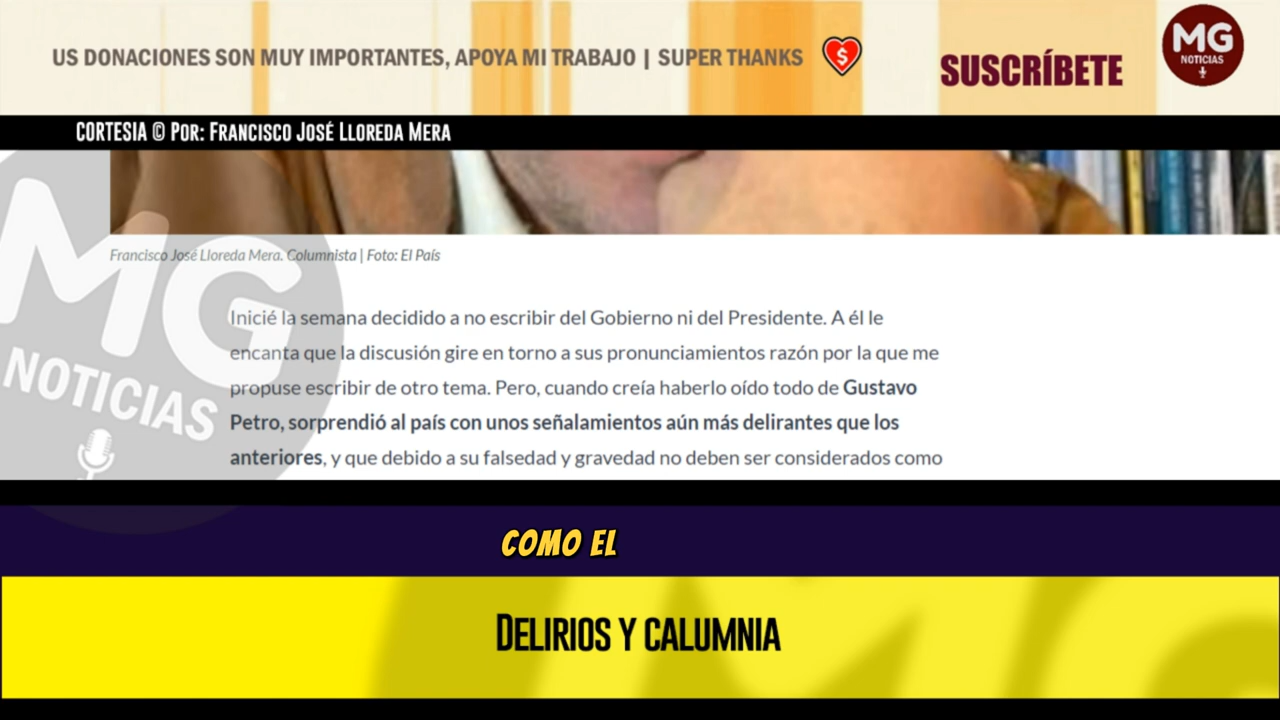 US DONACIONES SON MUY IMPORTANTES, APOYA MI TRABAJO | SUPER THANKS
$
SUSCRÍBETE
MG
NOTICIAS
CORTESIA © POR: FRANCISCO JOSÉ LLOREDA MERA
Francisco José Lloreda Mera. Columnista | Foto: El País
MG
NOTICIAS
Inicié la semana decidido a no escribir del Gobierno ni del Presidente. A él le
encanta que la discusión gire en torno a sus pronunciamientos razón por la que me
propuse escribir de otro tema. Pero, cuando creía haberlo oído todo de Gustavo
Petro, sorprendió al país con unos señalamientos aún más delirantes que los
anteriores, y que debido a su falsedad y gravedad no deben ser considerados como
COMO EL
DELIRIOS Y CALUMNIA